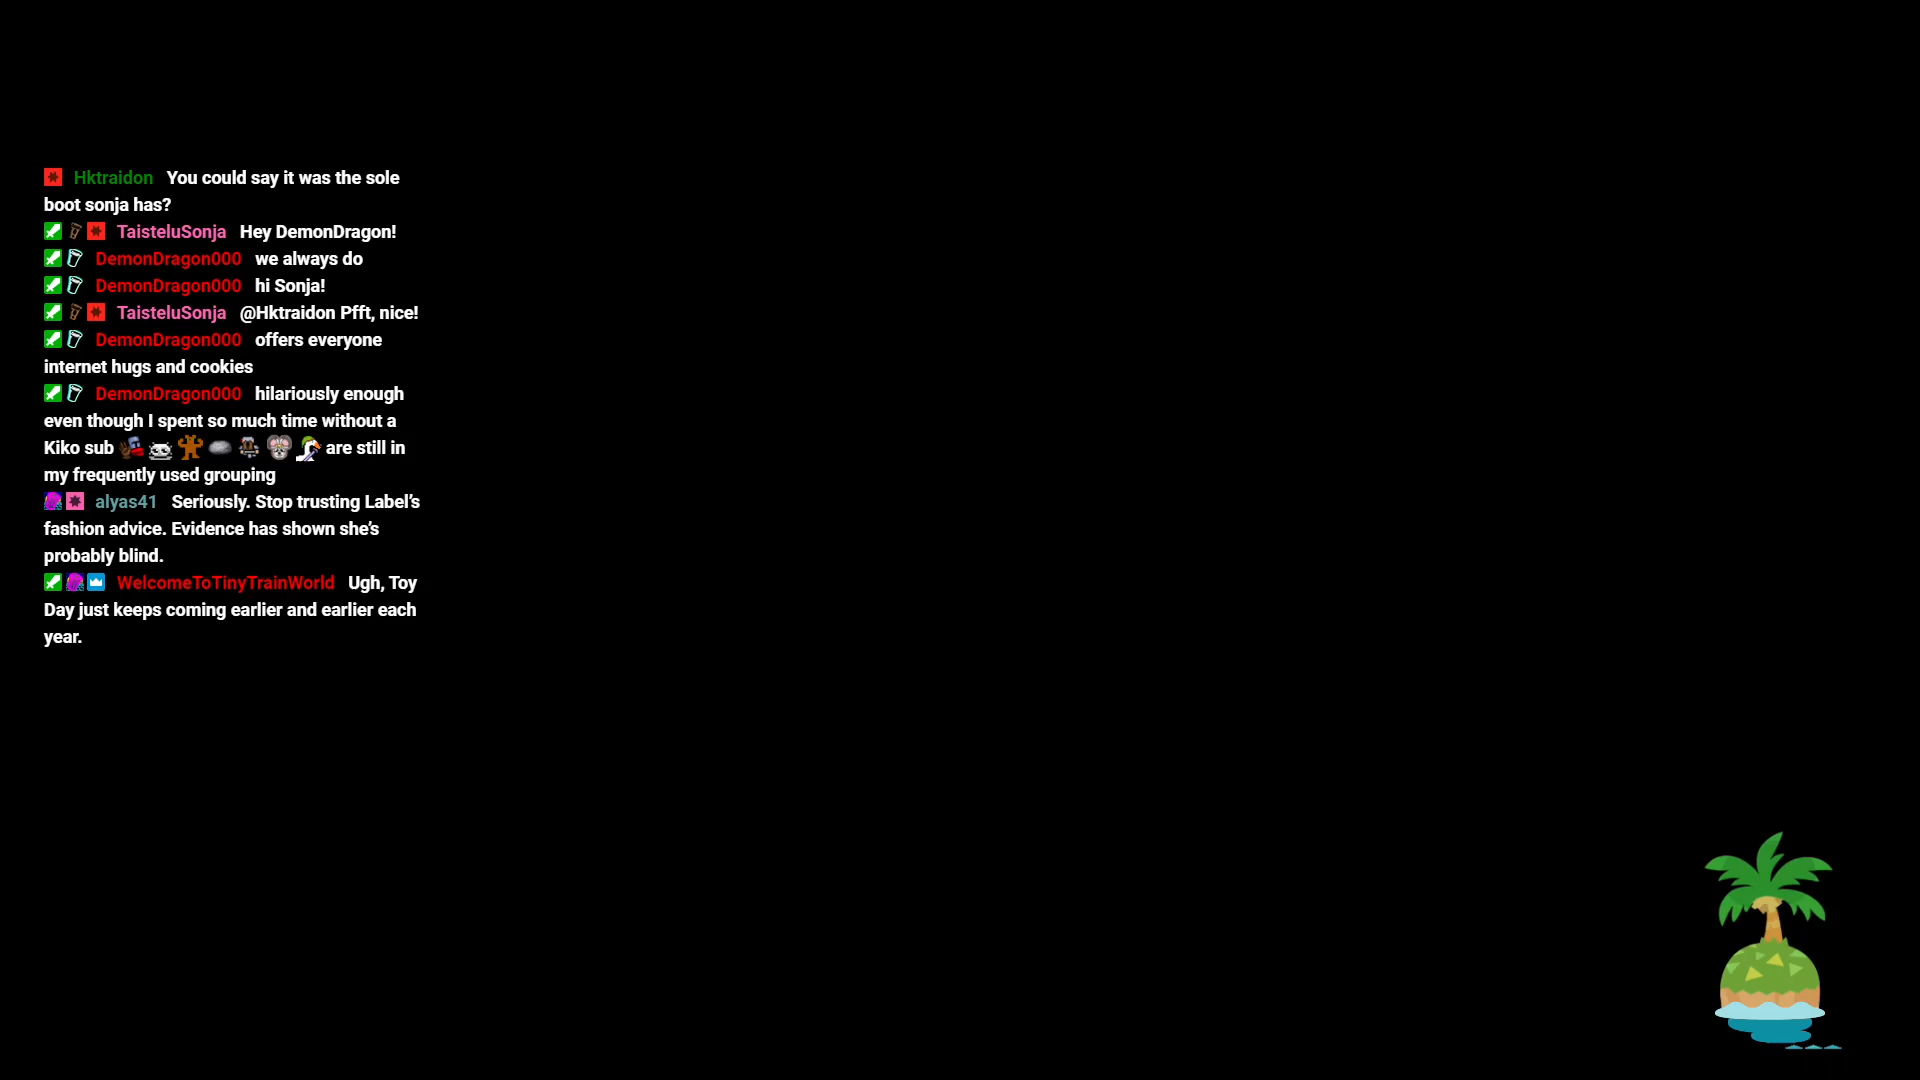 Hktraidon You could say it was the sole
boot sonja has?
TaisteluSonja Hey DemonDragon!
DemonDragon000 we always do
DemonDragon000 hi Sonja!
TaisteluSonja @Hktraidon Pfft, nice!
DemonDragon000 offers everyone
internet hugs and cookies
DemonDragon000 hilariously enough
even though I spent so much time without a
Kiko sub are still in
my frequently used grouping
alyas41 Seriously. Stop trusting Label’s
fashion advice. Evidence has shown she’s
probably blind.
WelcomeToTinyTrainWorld Ugh, Toy
Day just keeps coming earlier and earlier each
year.